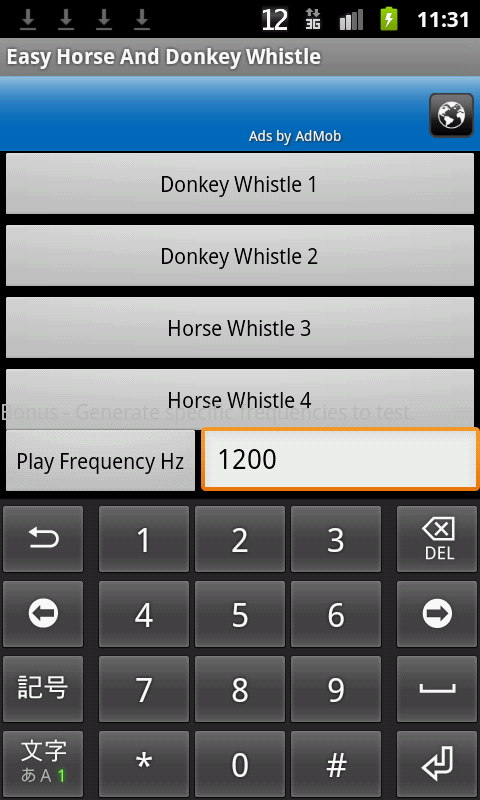 12 3G 11:31
Easy Horse And Donkey Whistle
Ads by AdMob
Donkey Whistle 1
Donkey Whistle 2
Horse Whistle 3
Horse Whistle 4
Bonus - Generate specific frequencies to test.
Play Frequency Hz 1200
1 2 3 DEL
4 5 6
記号 7 8 9
文字 あA1 * 0 #